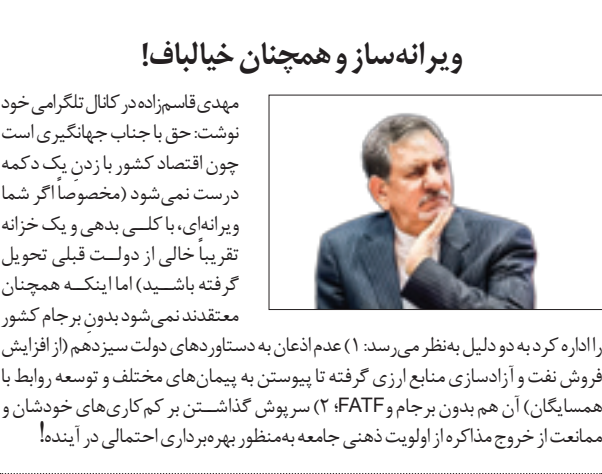 ویرانه‌ساز و همچنان خیالباف!
مهدی قاسم‌زاده در کانال تلگرامی خود
نوشت: حق با جناب جهانگیری است
چون اقتصاد کشور با زدنِ یک دکمه
درست نمی‌شود (مخصوصاً اگر شما
ویرانه‌ای، با کلی بدهی و یک خزانه
تقریباً خالی از دولت قبلی تحویل
گرفته باشید) اما اینکه همچنان
معتقدند نمی‌شود بدونِ برجام کشور
را اداره کرد به دو دلیل به‌نظر می‌رسد: ۱) عدم اذعان به دستاوردهای دولت سیزدهم (از افزایش
فروش نفت و آزادسازی منابع ارزی گرفته تا پیوستن به پیمان‌های مختلف و توسعه روابط با
همسایگان) آن هم بدون برجام و FATF؛ ۲) سرپوش گذاشتن بر کم‌کاری‌های خودشان و
ممانعت از خروج مذاکره از اولویت ذهنی جامعه به‌منظور بهره‌برداری احتمالی در آینده!